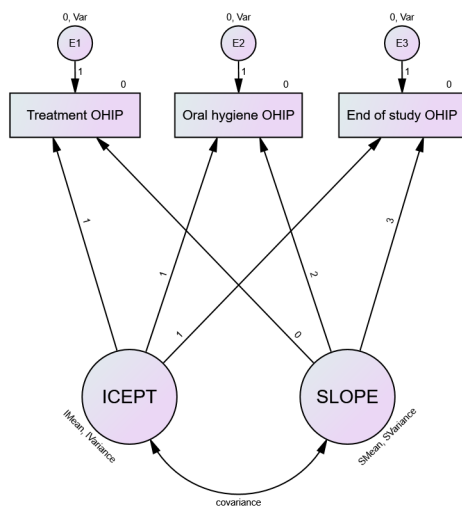 0, Var
0, Var
0, Var
E1
E2
E3
1
1
1
0
0
0
Treatment OHIP
Oral hygiene OHIP
End of study OHIP
1
1
1
0
2
3
ICEPT
SLOPE
IMean, IVariance
SMean, SVariance
covariance